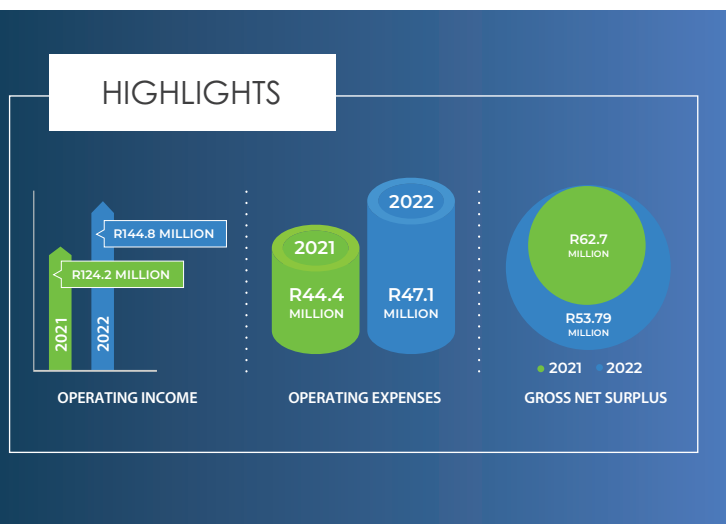 HIGHLIGHTS
R144.8 MILLION
R124.2 MILLION
2021
2022
OPERATING INCOME
2021
R44.4
MILLION
2022
R47.1
MILLION
OPERATING EXPENSES
R62.7
MILLION
R53.79
MILLION
2021 2022
GROSS NET SURPLUS